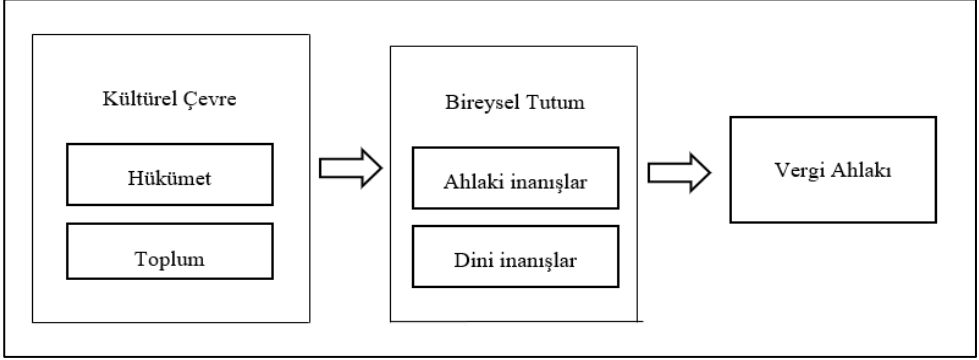 Kültürel Çevre
Hükümet
Toplum
Bireysel Tutum
Ahlaki inanışlar
Dini inanışlar
Vergi Ahlakı